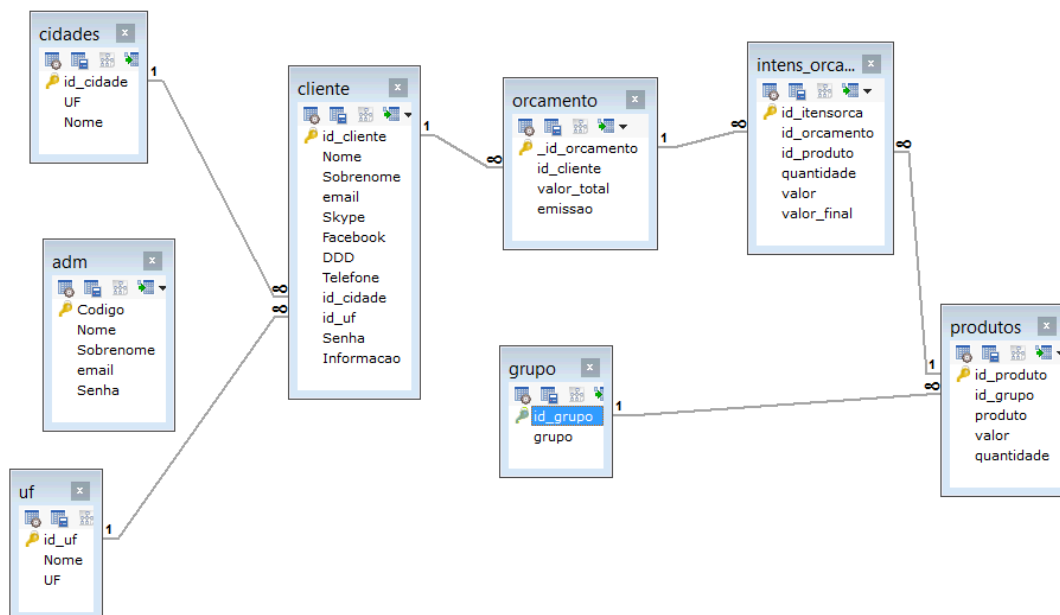 cidades
id_cidade
UF
Nome
1
cliente
id_cliente
Nome
Sobrenome
email
Skype
Facebook
DDD
Telefone
id_cidade
id_uf
Senha
Informacao
1
∞
∞
orcamento
_id_orcamento
id_cliente
valor_total
emissao
∞
1
intens_orca...
id_itensorca
id_orcamento
id_produto
quantidade
valor
valor_final
∞
∞
adm
Codigo
Nome
Sobrenome
email
Senha
grupo
id_grupo
grupo
1
produtos
id_produto
id_grupo
produto
valor
quantidade
1
∞
uf
id_uf
Nome
UF
1